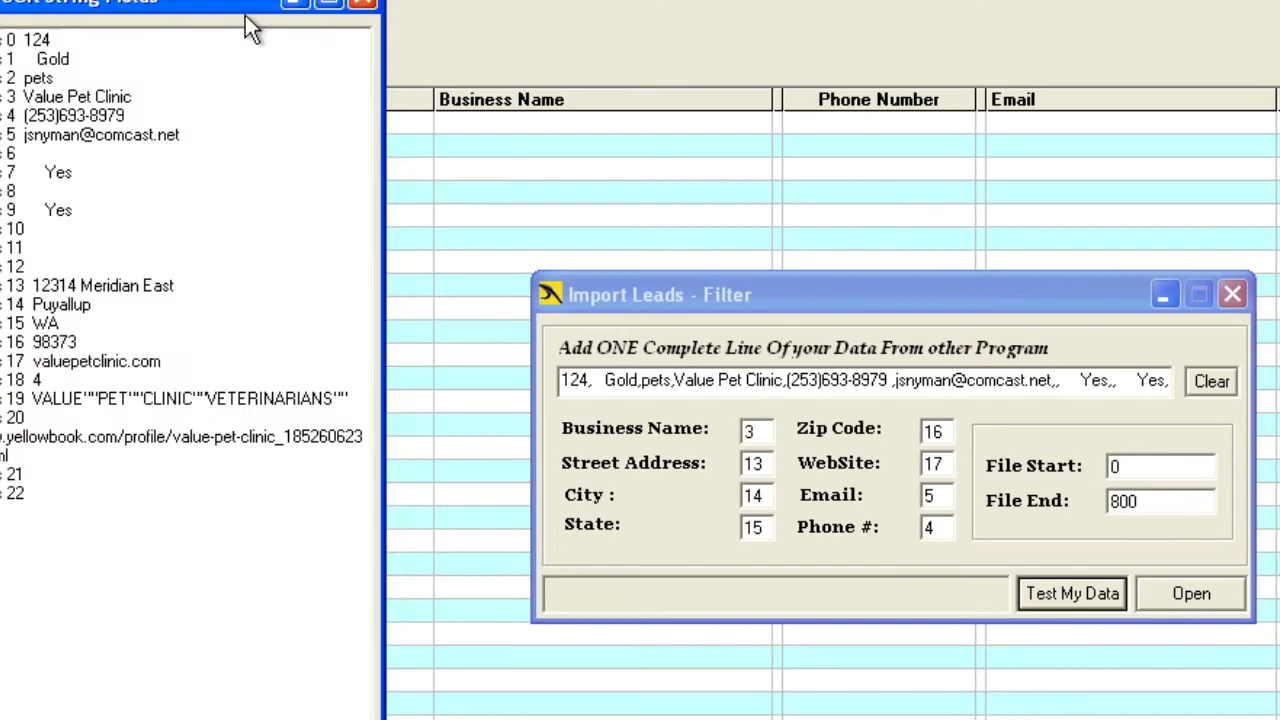 String Fields
: 0 124
: 1 Gold
: 2 pets
: 3 Value Pet Clinic
: 4 (253)693-8979
: 5 jsnyman@comcast.net
: 6
: 7 Yes
: 8
: 9 Yes
: 10
: 11
: 12
: 13 12314 Meridian East
: 14 Puyallup
: 15 WA
: 16 98373
: 17 valuepetclinic.com
: 18 4
: 19 VALUE""PET""CLINIC""VETERINARIANS""
: 20
.yellowbook.com/profile/value-pet-clinic_185260623
ml
: 21
: 22
Business Name Phone Number Email
Import Leads - Filter
Add ONE Complete Line Of your Data From other Program
124, Gold,pets,Value Pet Clinic,(253)693-8979 ,jsnyman@comcast.net,, Yes,, Yes, Clear
Business Name: 3 Zip Code: 16
Street Address: 13 WebSite: 17 File Start: 0
City : 14 Email: 5 File End: 800
State: 15 Phone #: 4
Test My Data Open